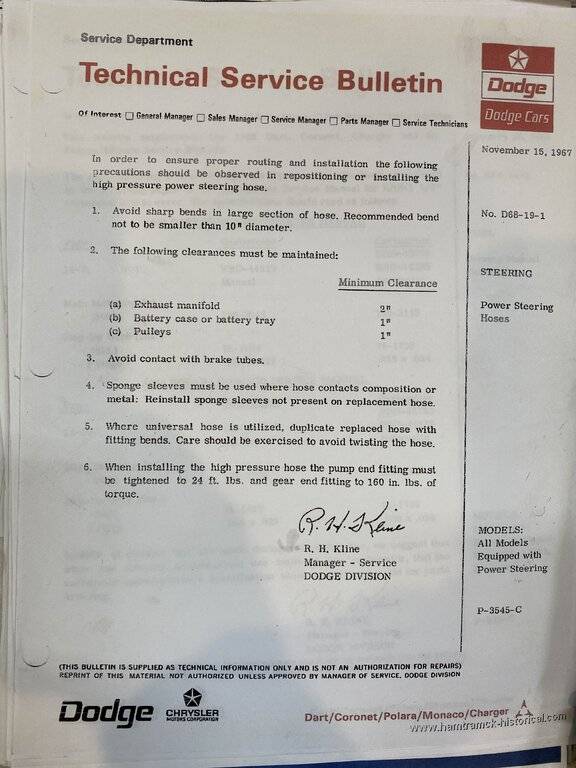 Service Department
Technical Service Bulletin
Of Interest □ General Manager □ Sales Manager □ Service Manager □ Parts Manager □ Service Technicians
Dodge
Dodge Cars
November 15, 1967
No. D68-19-1
STEERING
Power Steering
Hoses
In order to ensure proper routing and installation the following
precautions should be observed in repositioning or installing the
high pressure power steering hose.
1. Avoid sharp bends in large section of hose. Recommended bend
not to be smaller than 10" diameter.
2. The following clearances must be maintained:
Minimum Clearance
(a) Exhaust manifold 2"
(b) Battery case or battery tray 1"
(c) Pulleys 1"
3. Avoid contact with brake tubes.
4. Sponge sleeves must be used where hose contacts composition or
metal: Reinstall sponge sleeves not present on replacement hose.
5. Where universal hose is utilized, duplicate replaced hose with
fitting bends. Care should be exercised to avoid twisting the hose.
6. When installing the high pressure hose the pump end fitting must
be tightened to 24 ft. lbs. and gear end fitting to 160 in. lbs. of
torque.
R. H. Kline
R. H. Kline
Manager - Service
DODGE DIVISION
MODELS:
All Models
Equipped with
Power Steering
P-3545-C
(THIS BULLETIN IS SUPPLIED AS TECHNICAL INFORMATION ONLY AND IS NOT AN AUTHORIZATION FOR REPAIRS)
REPRINT OF THIS MATERIAL NOT AUTHORIZED UNLESS APPROVED BY MANAGER OF SERVICE, DODGE DIVISION
Dodge
CHRYSLER
MOTORS CORPORATION
Dart/Coronet/Polara/Monaco/Charger
www.hamtramck-historical.com